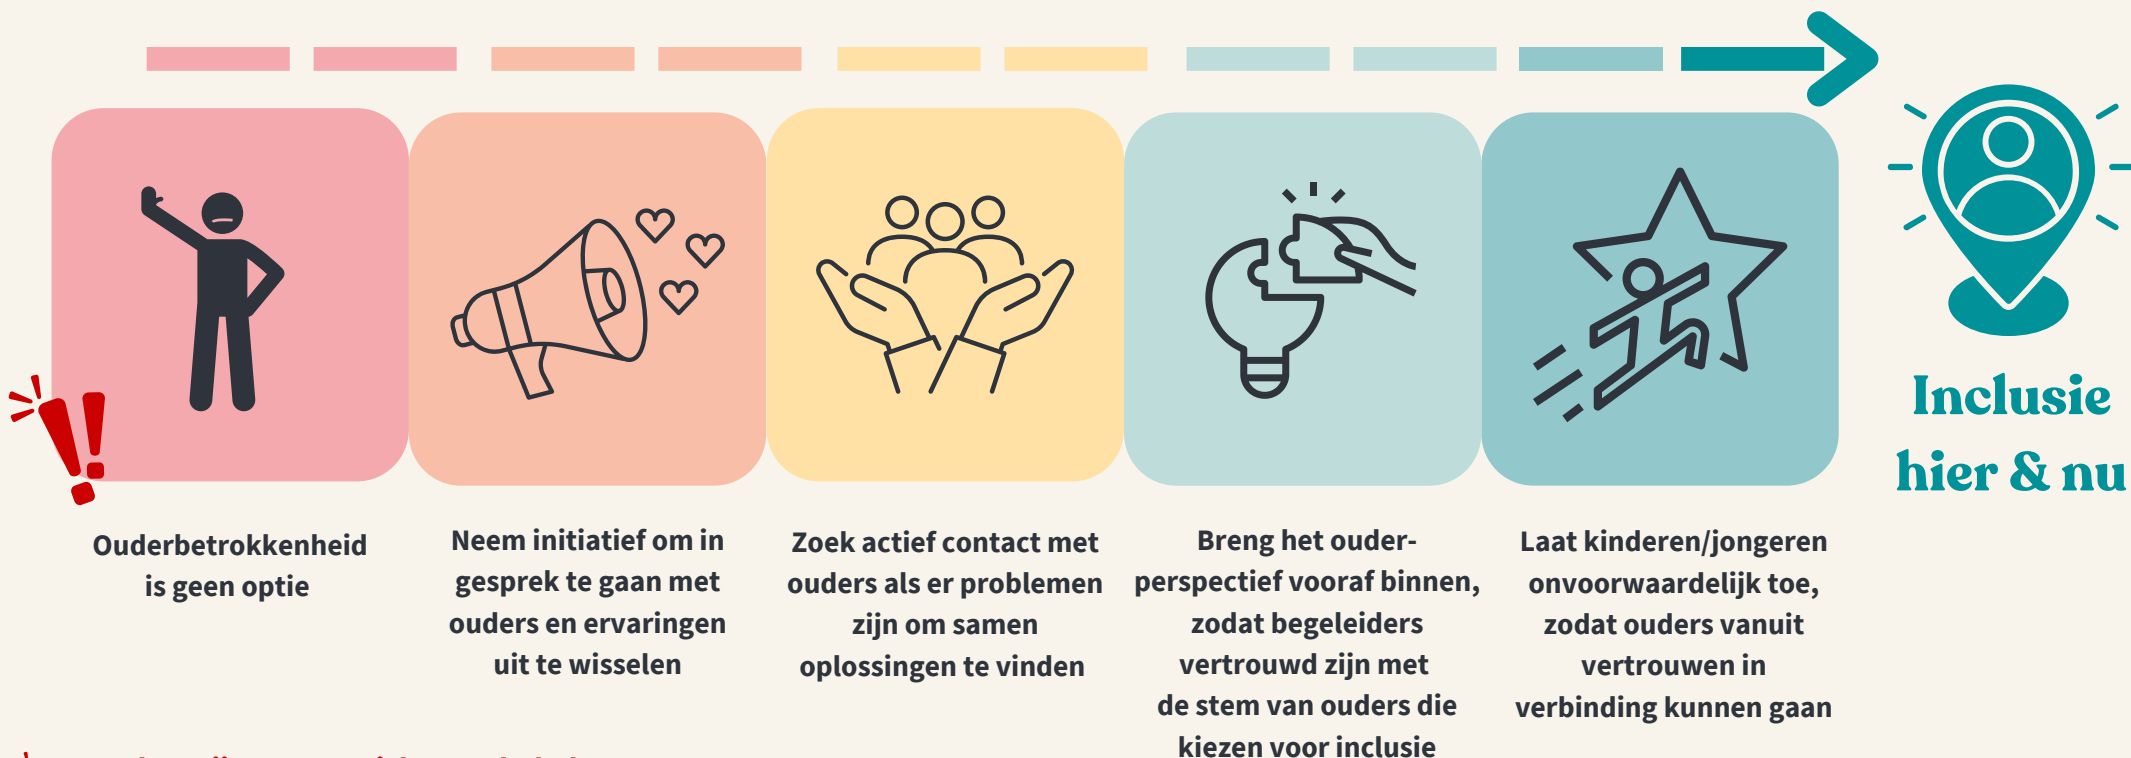 Ouderbetrokkenheid
is geen optie
Neem initiatief om in
gesprek te gaan met
ouders en ervaringen
uit te wisselen
Zoek actief contact met
ouders als er problemen
zijn om samen
oplossingen te vinden
Breng het ouder-
perspectief vooraf binnen,
zodat begeleiders
vertrouwd zijn met
de stem van ouders die
kiezen voor inclusie
Laat kinderen/jongeren
onvoorwaardelijk toe,
zodat ouders vanuit
vertrouwen in
verbinding kunnen gaan
Inclusie
hier & nu